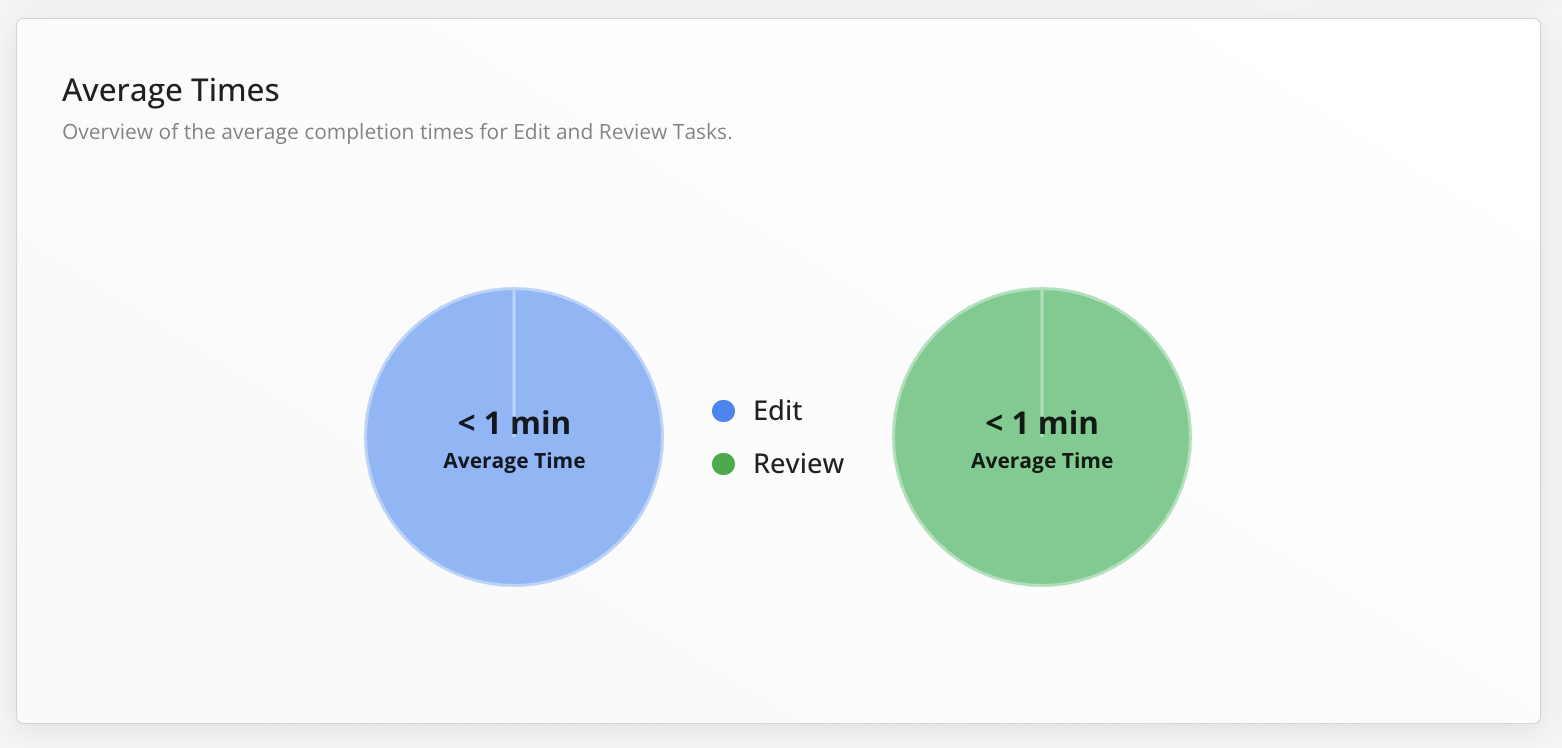 Average Times
Overview of the average completion times for Edit and Review Tasks.
< 1 min
Average Time
Edit
Review
< 1 min
Average Time